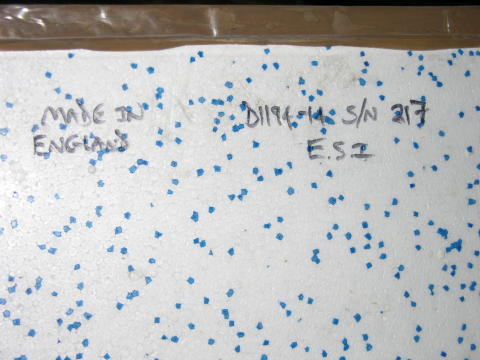 MADE IN
ENGLAND
D1194-14 S/N 217
E.S.I